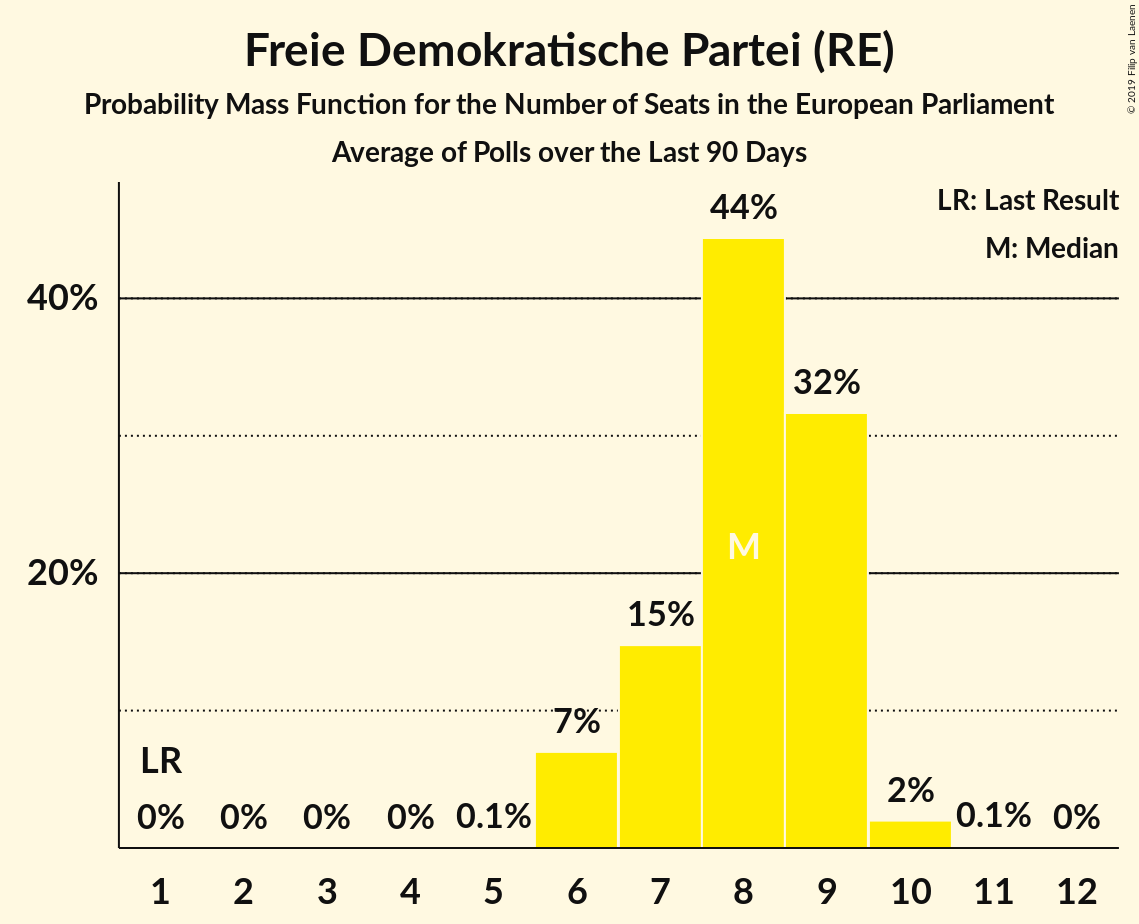 Freie Demokratische Partei (RE)
Probability Mass Function for the Number of Seats in the European Parliament
Average of Polls over the Last 90 Days
© 2019 Filip van Laenen
LR: Last Result
M: Median
44%
40%
32%
M
20%
15%
7%
LR
2%
0% 0% 0% 0% 0.1% 0.1% 0%
1 2 3 4 5 6 7 8 9 10 11 12